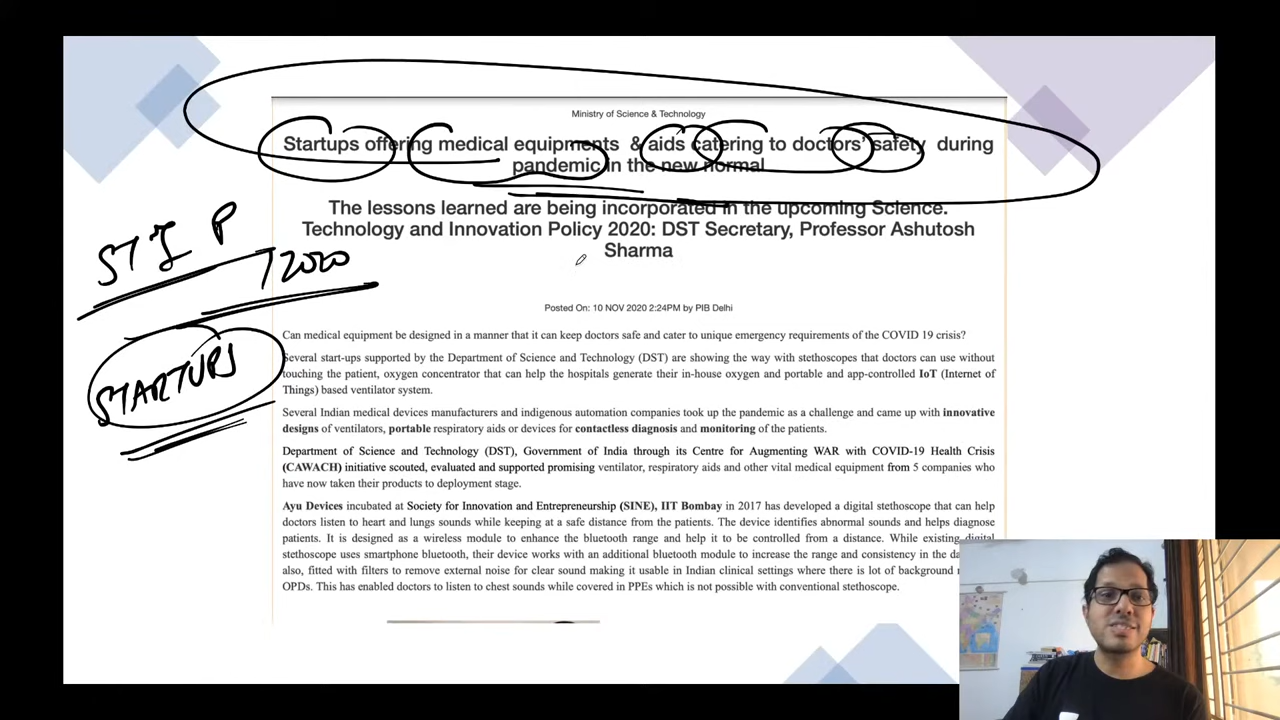 Ministry of Science & Technology
Startups offering medical equipments & aids catering to doctors' safety during
pandemic in the new normal
The lessons learned are being incorporated in the upcoming Science.
Technology and Innovation Policy 2020: DST Secretary, Professor Ashutosh
Sharma
STIP
2020
STARTUPS
Posted On: 10 NOV 2020 2:24PM by PIB Delhi
Can medical equipment be designed in a manner that it can keep doctors safe and cater to unique emergency requirements of the COVID 19 crisis?
Several start-ups supported by the Department of Science and Technology (DST) are showing the way with stethoscopes that doctors can use without
touching the patient, oxygen concentrator that can help the hospitals generate their in-house oxygen and portable and app-controlled IoT (Internet of
Things) based ventilator system.
Several Indian medical devices manufacturers and indigenous automation companies took up the pandemic as a challenge and came up with innovative
designs of ventilators, portable respiratory aids or devices for contactless diagnosis and monitoring of the patients.
Department of Science and Technology (DST), Government of India through its Centre for Augmenting WAR with COVID-19 Health Crisis
(CAWACH) initiative scouted, evaluated and supported promising ventilator, respiratory aids and other vital medical equipment from 5 companies who
have now taken their products to deployment stage.
Ayu Devices incubated at Society for Innovation and Entrepreneurship (SINE), IIT Bombay in 2017 has developed a digital stethoscope that can help
doctors listen to heart and lungs sounds while keeping at a safe distance from the patients. The device identifies abnormal sounds and helps diagnose
patients. It is designed as a wireless module to enhance the bluetooth range and help it to be controlled from a distance. While existing digital
stethoscope uses smartphone bluetooth, their device works with an additional bluetooth module to increase the range and consistency in the
also, fitted with filters to remove external noise for clear sound making it usable in Indian clinical settings where there is lot of background
OPDs. This has enabled doctors to listen to chest sounds while covered in PPEs which is not possible with conventional stethoscope.